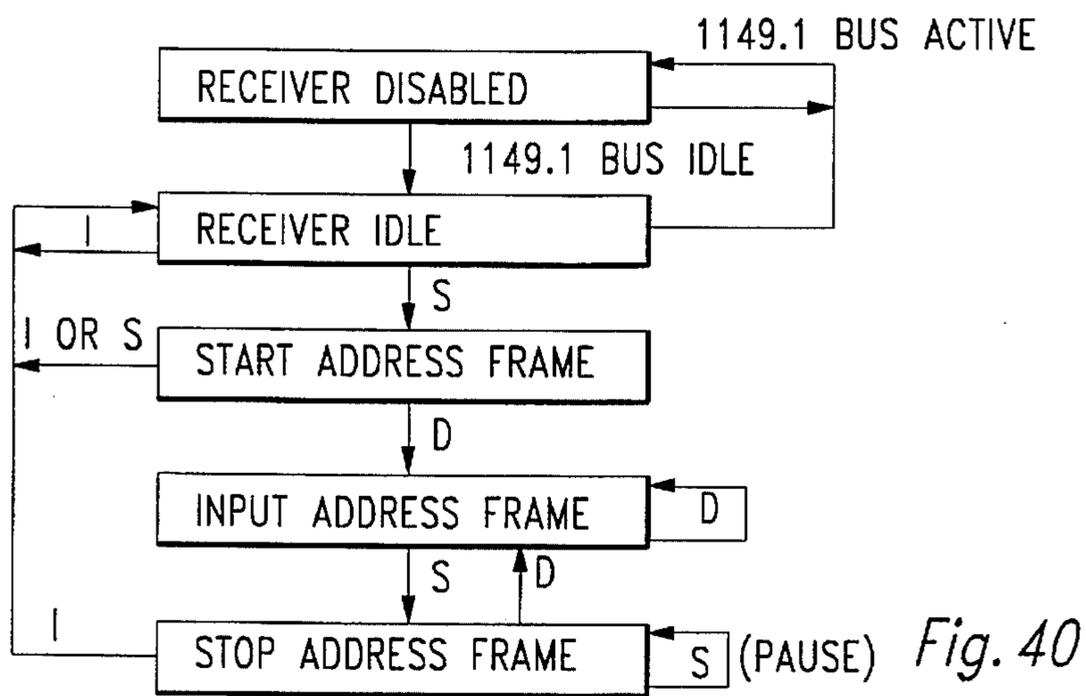 1149.1 BUS ACTIVE
RECEIVER DISABLED
1149.1 BUS IDLE
I
RECEIVER IDLE
S
I OR S
START ADDRESS FRAME
D
INPUT ADDRESS FRAME
D
S
D
I
STOP ADDRESS FRAME
S (PAUSE)
Fig. 40